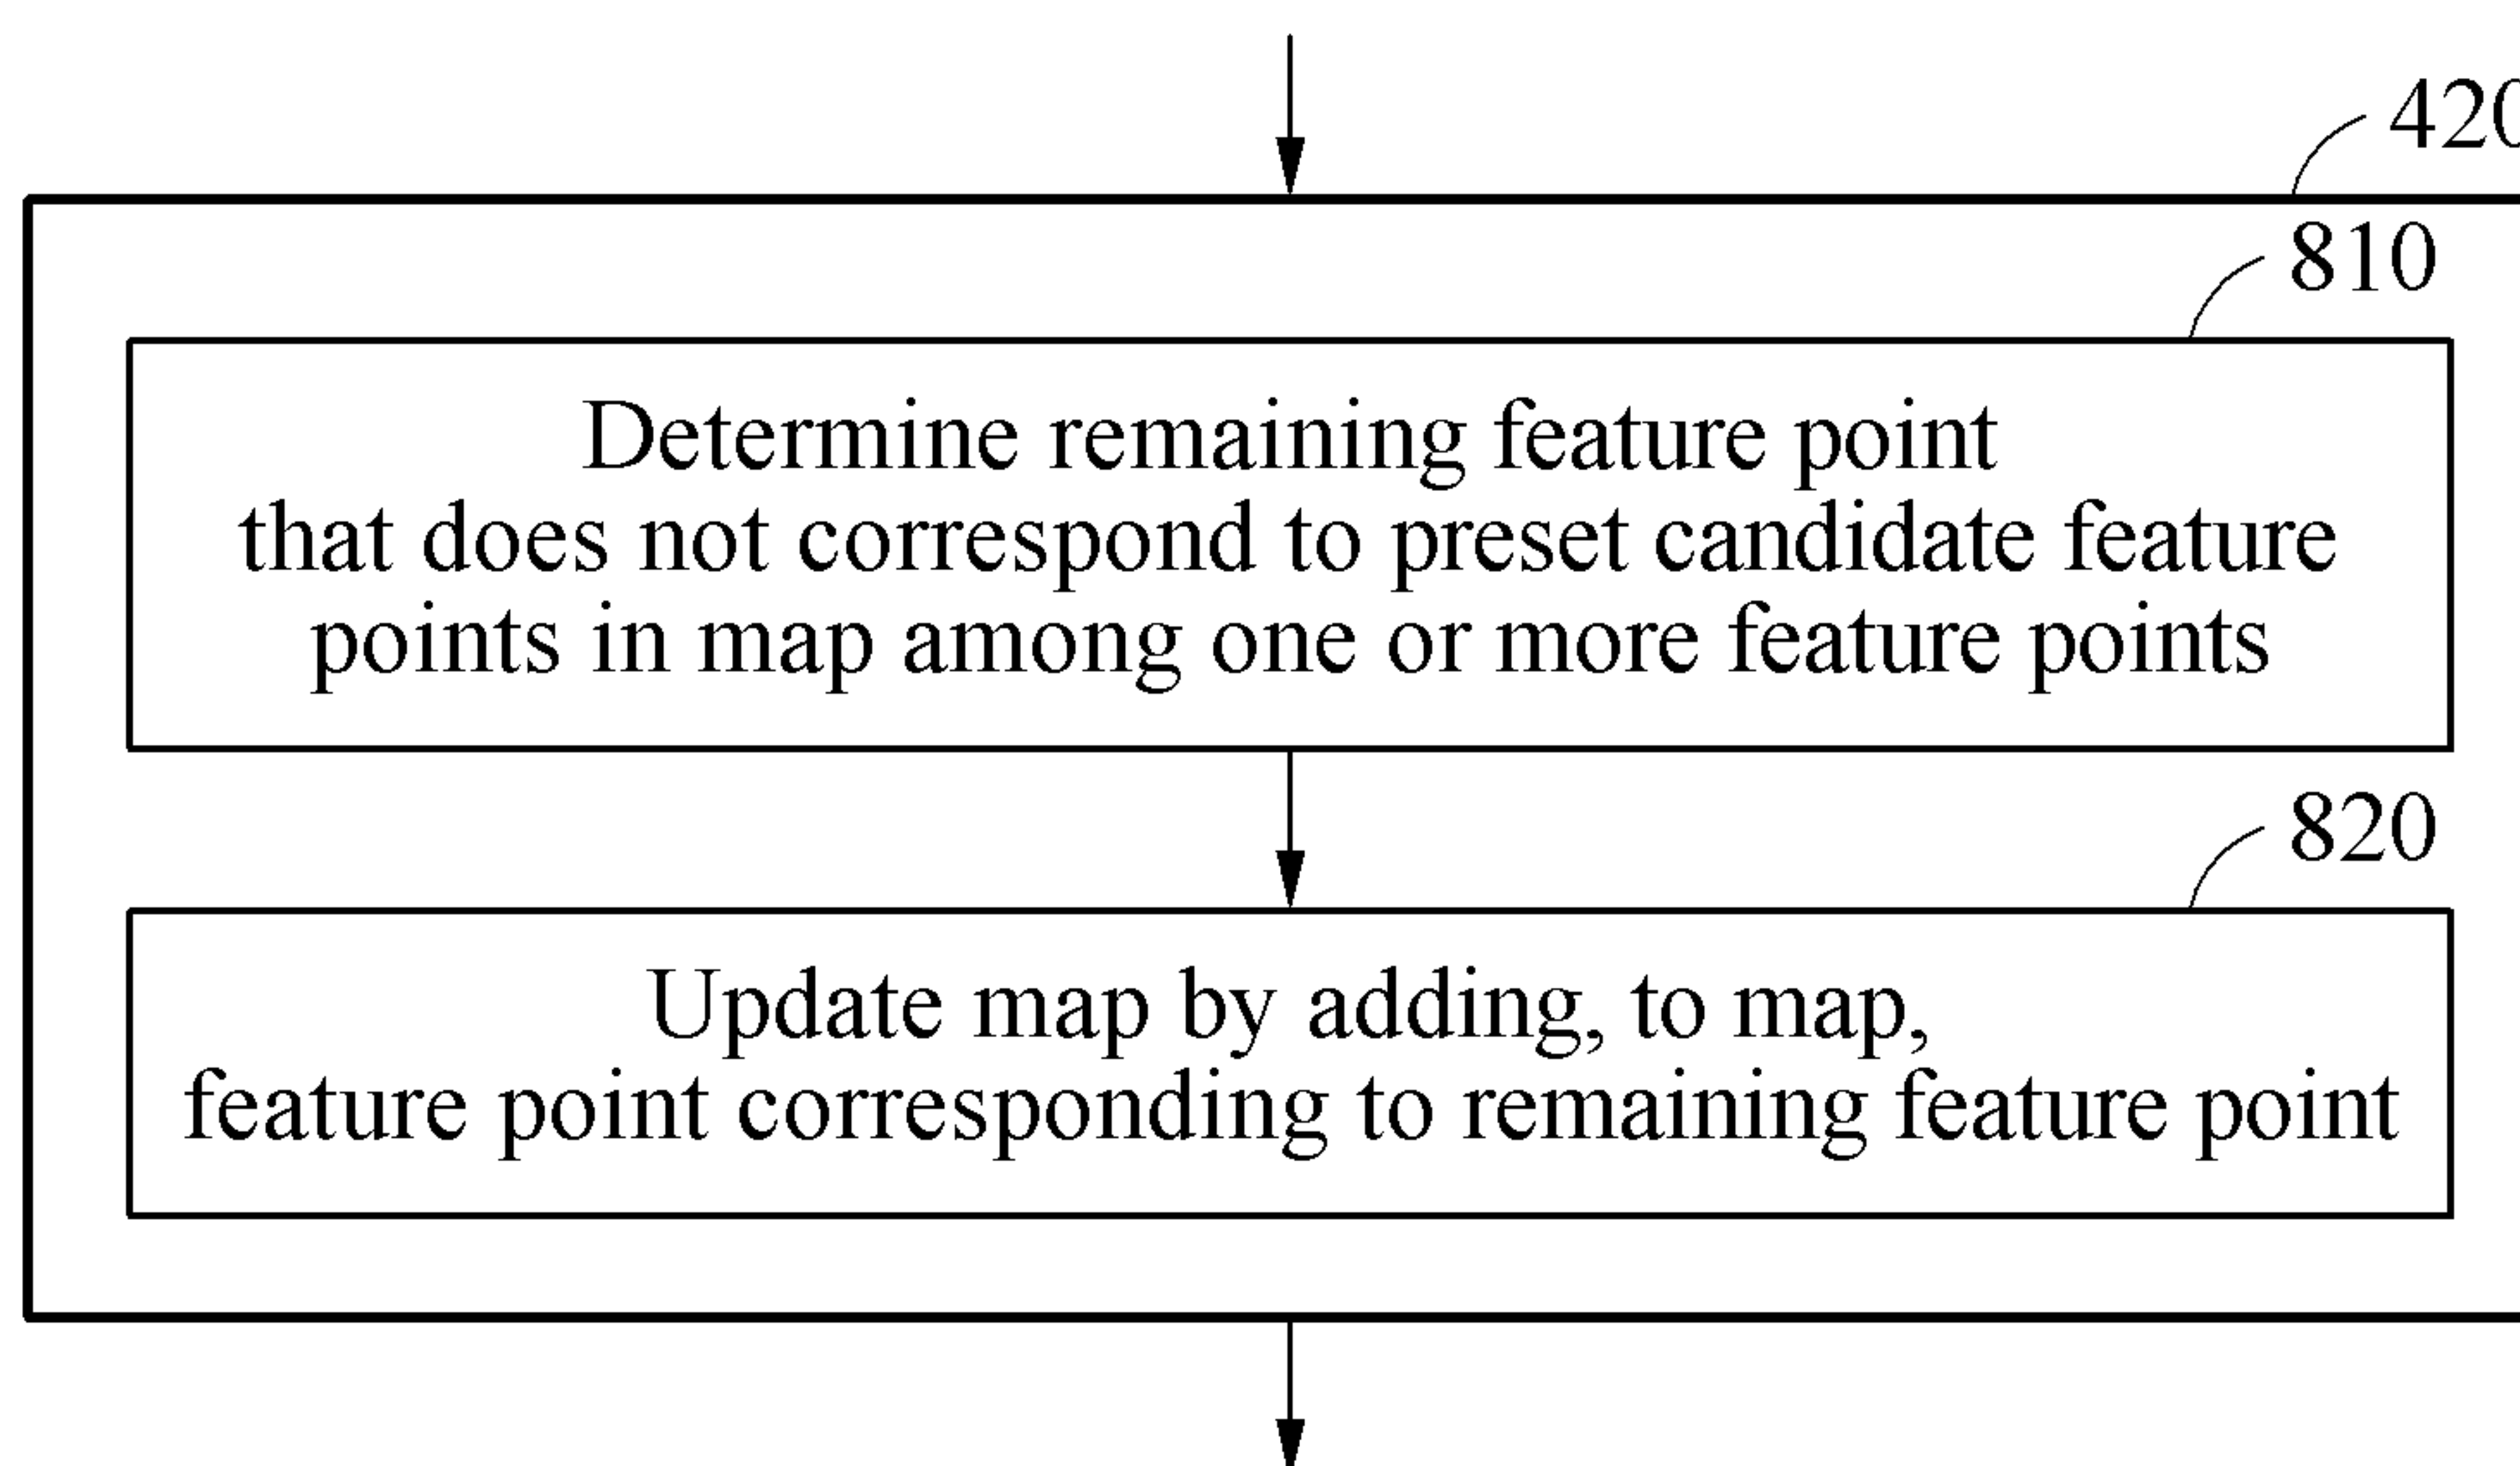 420
810
Determine remaining feature point
that does not correspond to preset candidate feature
points in map among one or more feature points
820
Update map by adding, to map,
feature point corresponding to remaining feature point